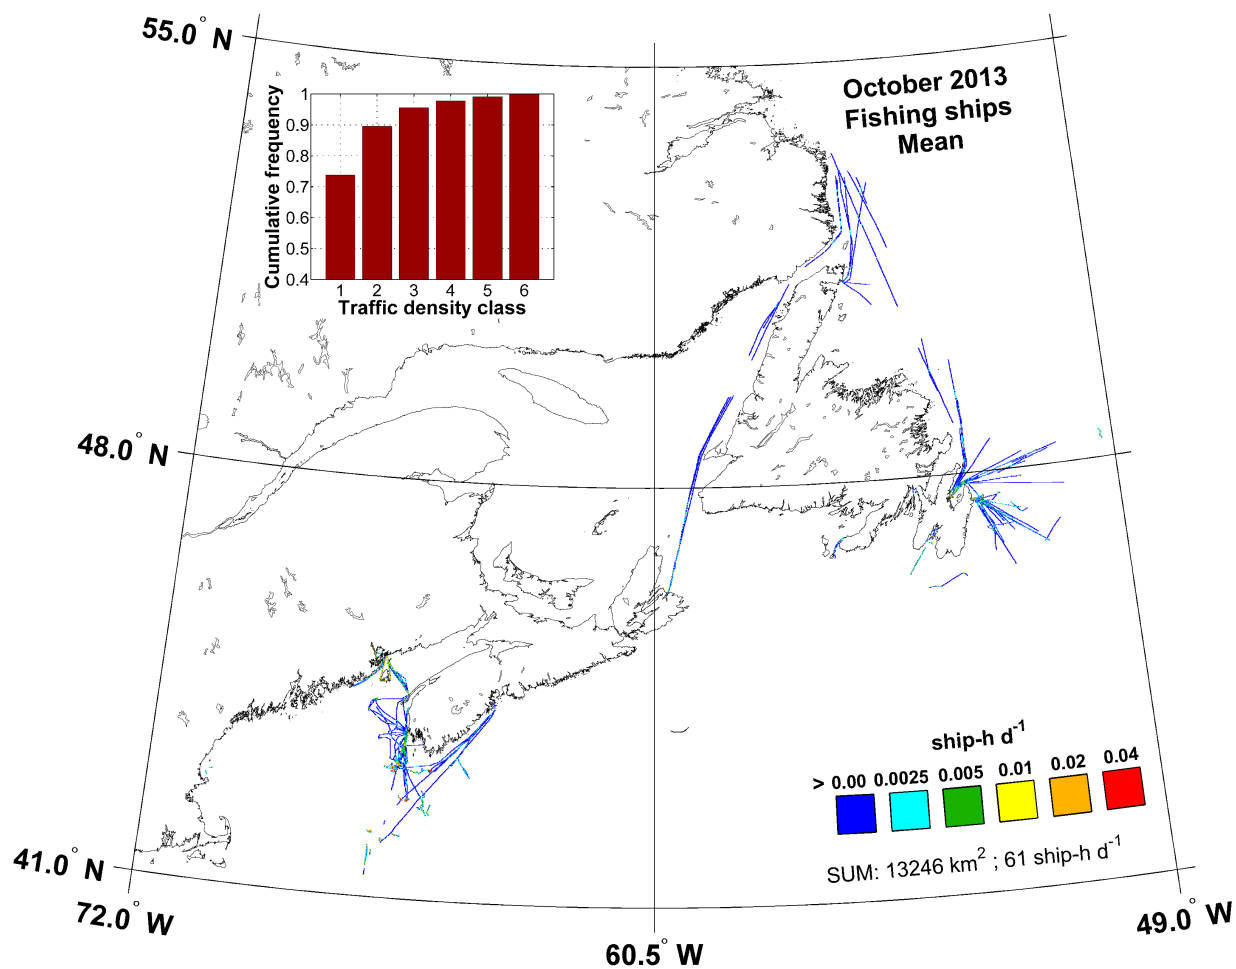 55.0° N
October 2013
Fishing ships
Mean
Cumulative frequency
1
0.9
0.8
0.7
0.6
0.5
0.4
1 2 3 4 5 6
Traffic density class
48.0° N
ship-h d-1
> 0.00 0.0025 0.005 0.01 0.02 0.04
SUM: 13246 km2 ; 61 ship-h d-1
41.0° N
72.0° W
60.5° W
49.0° W